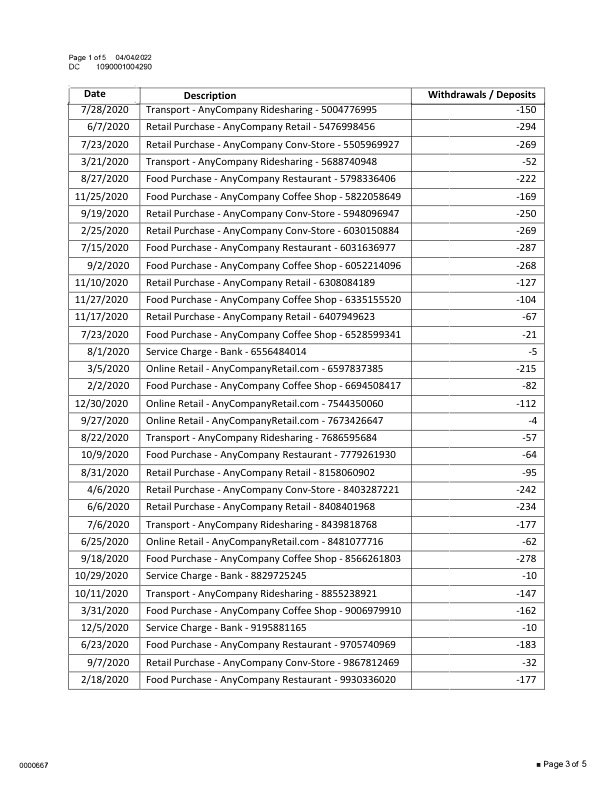 Page 1 of 5 04/04/2022
DC 1090001004290
Date Description Withdrawals / Deposits
7/28/2020 Transport - AnyCompany Ridesharing - 5004776995 -150
6/7/2020 Retail Purchase - AnyCompany Retail - 5476998456 -294
7/23/2020 Retail Purchase - AnyCompany Conv-Store - 5505969927 -269
3/21/2020 Transport - AnyCompany Ridesharing - 5688740948 -52
8/27/2020 Food Purchase - AnyCompany Restaurant - 5798336406 -222
11/25/2020 Food Purchase - AnyCompany Coffee Shop - 5822058649 -169
9/19/2020 Retail Purchase - AnyCompany Conv-Store - 5948096947 -250
2/25/2020 Retail Purchase - AnyCompany Conv-Store - 6030150884 -269
7/15/2020 Food Purchase - AnyCompany Restaurant - 6031636977 -287
9/2/2020 Food Purchase - AnyCompany Coffee Shop - 6052214096 -268
11/10/2020 Retail Purchase - AnyCompany Retail - 6308084189 -127
11/27/2020 Food Purchase - AnyCompany Coffee Shop - 6335155520 -104
11/17/2020 Retail Purchase - AnyCompany Retail - 6407949623 -67
7/23/2020 Food Purchase - AnyCompany Coffee Shop - 6528599341 -21
8/1/2020 Service Charge - Bank - 6556484014 -5
3/5/2020 Online Retail - AnyCompanyRetail.com - 6597837385 -215
2/2/2020 Food Purchase - AnyCompany Coffee Shop - 6694508417 -82
12/30/2020 Online Retail - AnyCompanyRetail.com - 7544350060 -112
9/27/2020 Online Retail - AnyCompanyRetail.com - 7673426647 -4
8/22/2020 Transport - AnyCompany Ridesharing - 7686595684 -57
10/9/2020 Food Purchase - AnyCompany Restaurant - 7779261930 -64
8/31/2020 Retail Purchase - AnyCompany Retail - 8158060902 -95
4/6/2020 Retail Purchase - AnyCompany Conv-Store - 8403287221 -242
6/6/2020 Retail Purchase - AnyCompany Retail - 8408401968 -234
7/6/2020 Transport - AnyCompany Ridesharing - 8439818768 -177
6/25/2020 Online Retail - AnyCompanyRetail.com - 8481077716 -62
9/18/2020 Food Purchase - AnyCompany Coffee Shop - 8566261803 -278
10/29/2020 Service Charge - Bank - 8829725245 -10
10/11/2020 Transport - AnyCompany Ridesharing - 8855238921 -147
3/31/2020 Food Purchase - AnyCompany Coffee Shop - 9006979910 -162
12/5/2020 Service Charge - Bank - 9195881165 -10
6/23/2020 Food Purchase - AnyCompany Restaurant - 9705740969 -183
9/7/2020 Retail Purchase - AnyCompany Conv-Store - 9867812469 -32
2/18/2020 Food Purchase - AnyCompany Restaurant - 9930336020 -177
0000667 ■ Page 3 of 5